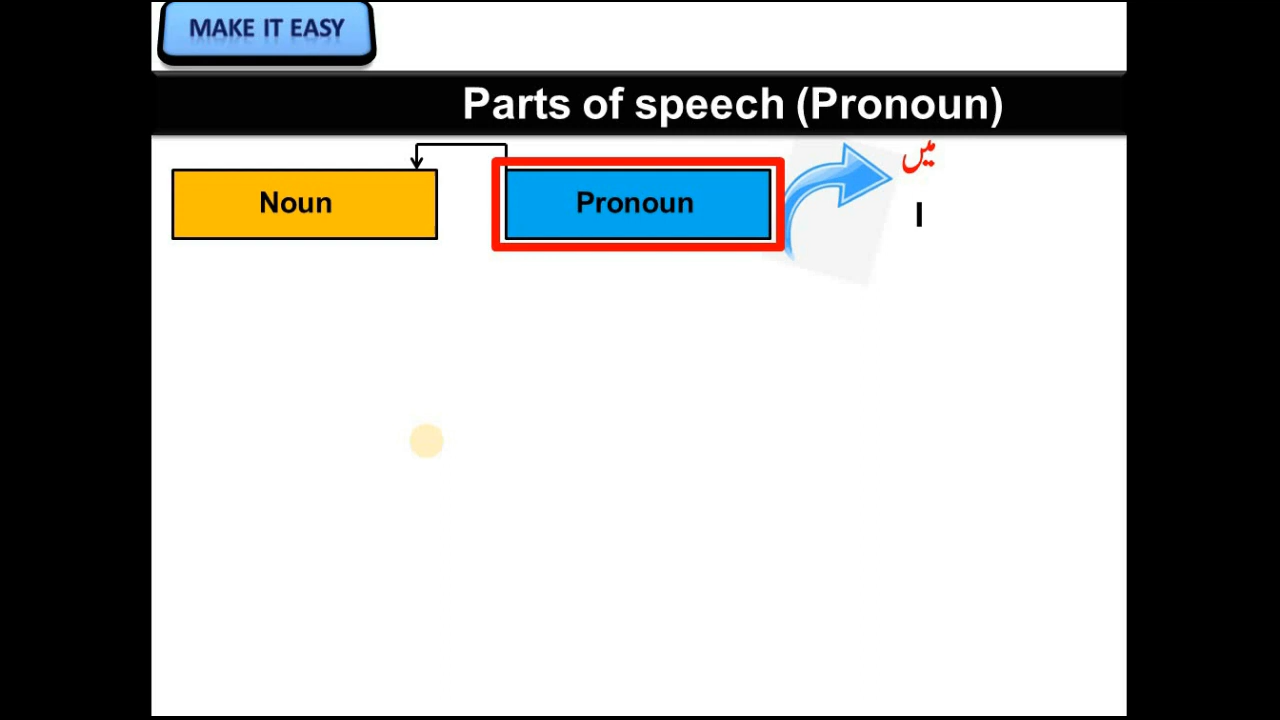 MAKE IT EASY
Parts of speech (Pronoun)
Noun
Pronoun
میں
I